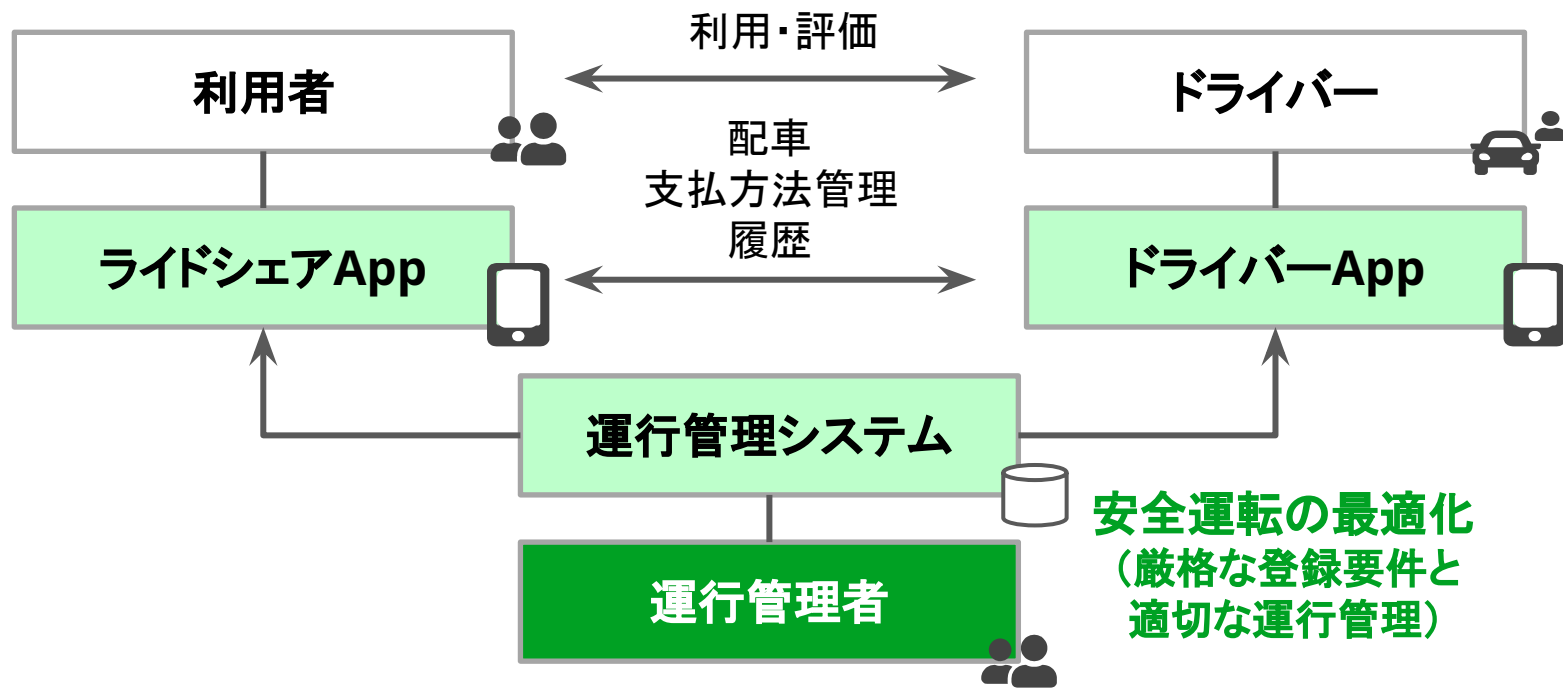 利用・評価
利用者
ドライバー
配車
支払方法管理
履歴
ライドシェアApp
ドライバーApp
運行管理システム
安全運転の最適化
（厳格な登録要件と
適切な運行管理）
運行管理者